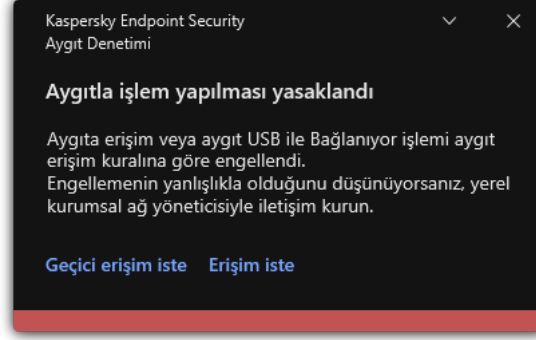 Kaspersky Endpoint Security
Aygıt Denetimi
Aygıtla işlem yapılması yasaklandı
Aygıta erişim veya aygıt USB ile Bağlanıyor işlemi aygıt
erişim kuralına göre engellendi.
Engellemenin yanlışlıkla olduğunu düşünüyorsanız, yerel
kurumsal ağ yöneticisiyle iletişim kurun.
Geçici erişim iste Erişim iste